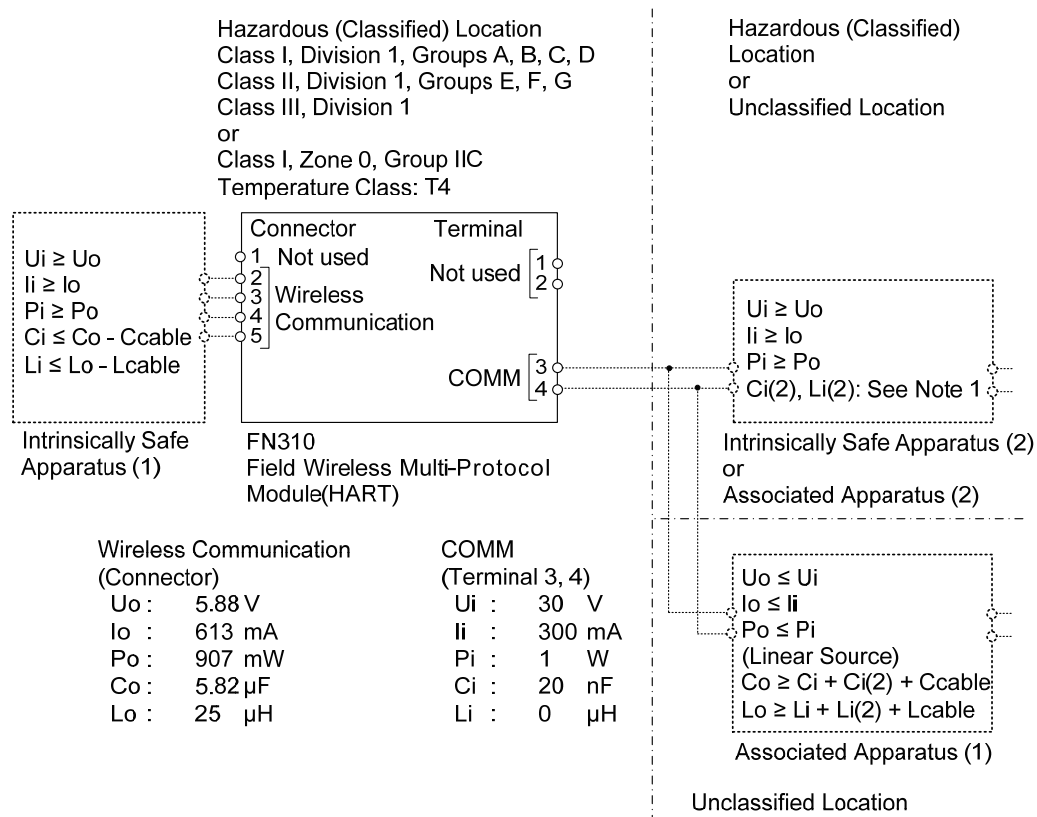 Hazardous (Classified) Location
Class I, Division 1, Groups A, B, C, D
Class II, Division 1, Groups E, F, G
Class III, Division 1
or
Class I, Zone 0, Group IIC
Temperature Class: T4
Hazardous (Classified)
Location
or
Unclassified Location
Ui ≥ Uo
Ii ≥ Io
Pi ≥ Po
Ci ≤ Co - Ccable
Li ≤ Lo - Lcable
Intrinsically Safe
Apparatus (1)
Connector
1 Not used
2
3
4
5
Wireless
Communication
Terminal
Not used
1
2
COMM
3
4
FN310
Field Wireless Multi-Protocol
Module(HART)
Ui ≥ Uo
Ii ≥ Io
Pi ≥ Po
Ci(2), Li(2): See Note 1
Intrinsically Safe Apparatus (2)
or
Associated Apparatus (2)
Wireless Communication
(Connector)
Uo : 5.88 V
Io : 613 mA
Po : 907 mW
Co : 5.82 µF
Lo : 25 µH
COMM
(Terminal 3, 4)
Ui : 30 V
Ii : 300 mA
Pi : 1 W
Ci : 20 nF
Li : 0 µH
Uo ≤ Ui
Io ≤ Ii
Po ≤ Pi
(Linear Source)
Co ≥ Ci + Ci(2) + Ccable
Lo ≥ Li + Li(2) + Lcable
Associated Apparatus (1)
Unclassified Location